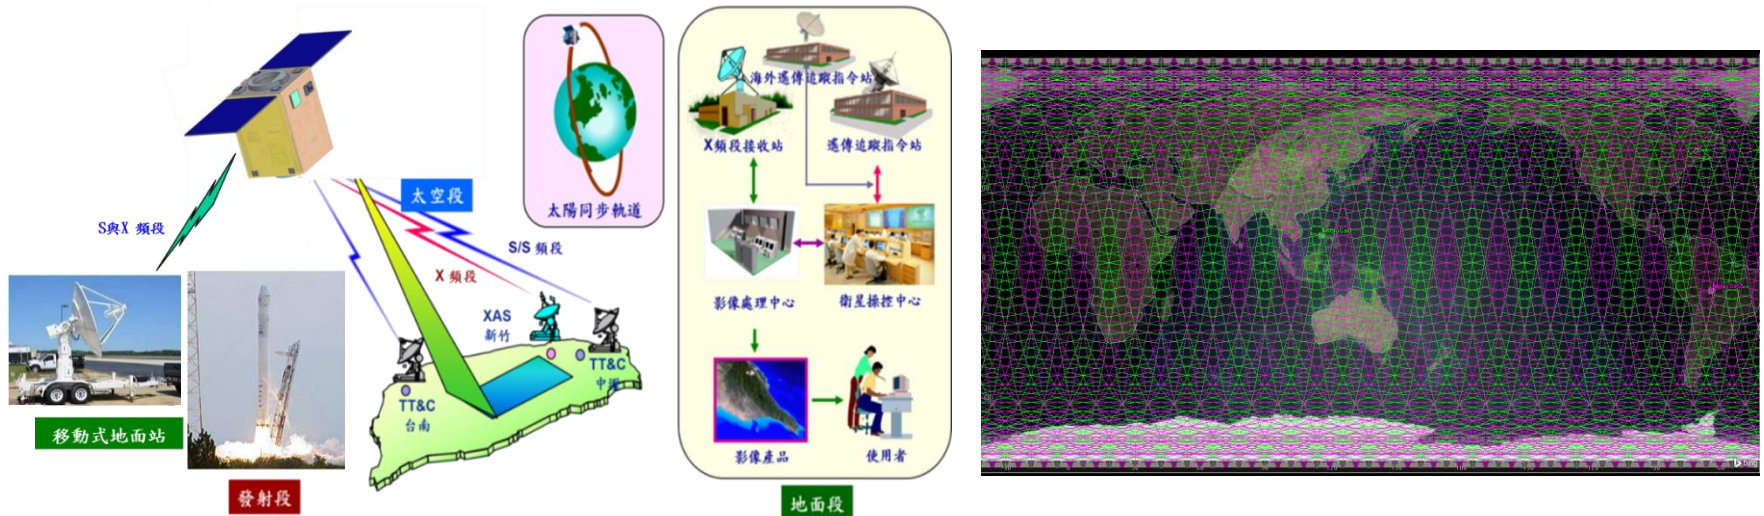 S與X 頻段
移動式地面站
發射段
太空段
S/S 頻段
X 頻段
XAS
新竹
TT&C
中壢
TT&C
台南
太陽同步軌道
海外遙傳追蹤指令站
X頻段接收站
遙傳追蹤指令站
影像處理中心
衛星操控中心
影像產品
使用者
地面段